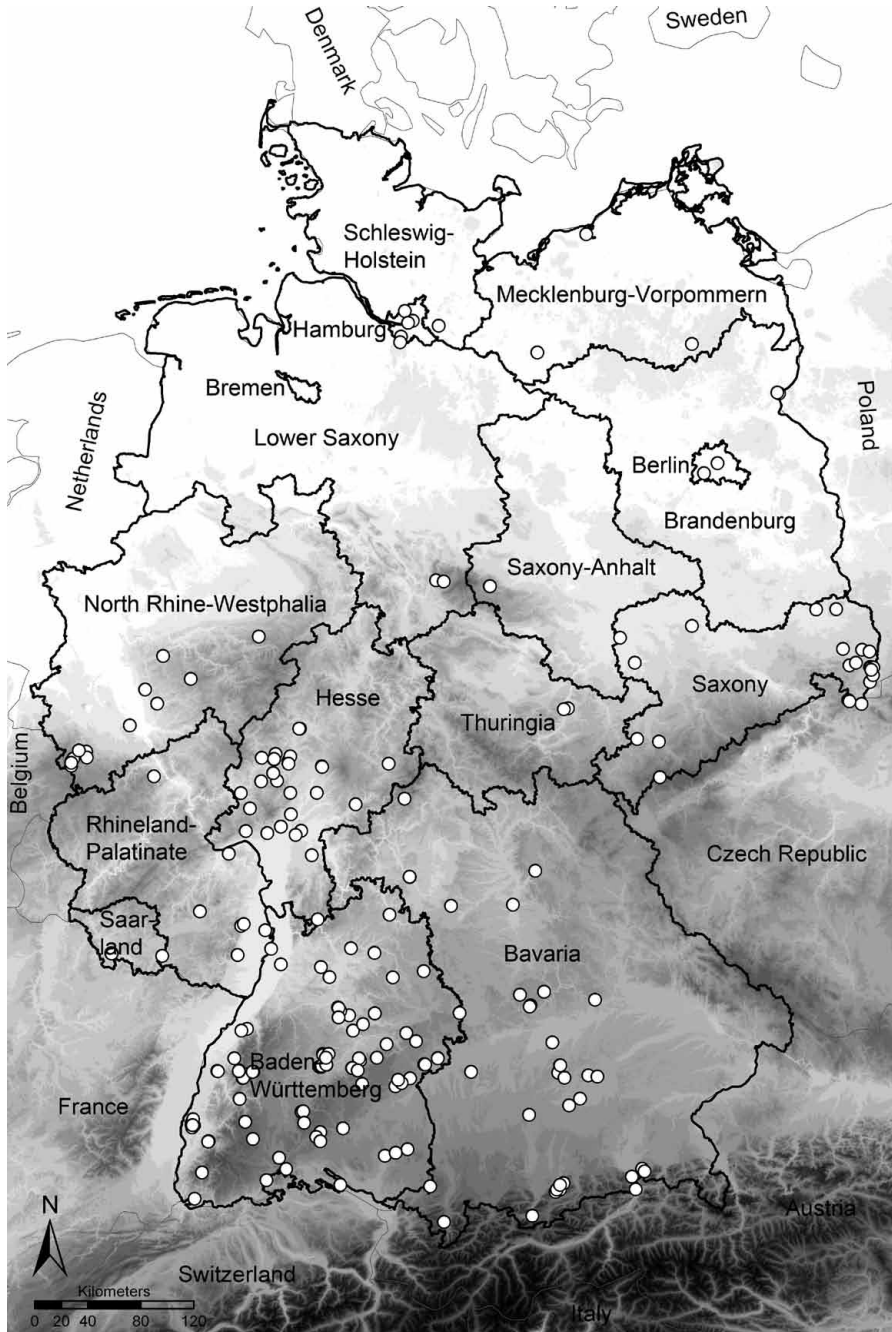 Sweden
Denmark
Schleswig-
Holstein
Mecklenburg-Vorpommern
Hamburg
Bremen
Poland
Netherlands
Lower Saxony
Berlin
Brandenburg
Saxony-Anhalt
North Rhine-Westphalia
Hesse
Saxony
Thuringia
Belgium
Rhineland-
Palatinate
Czech Republic
Saar-
land
Bavaria
Baden-
Württemberg
France
N
Austria
Switzerland
Kilometers
Italy
0 20 40 80 120